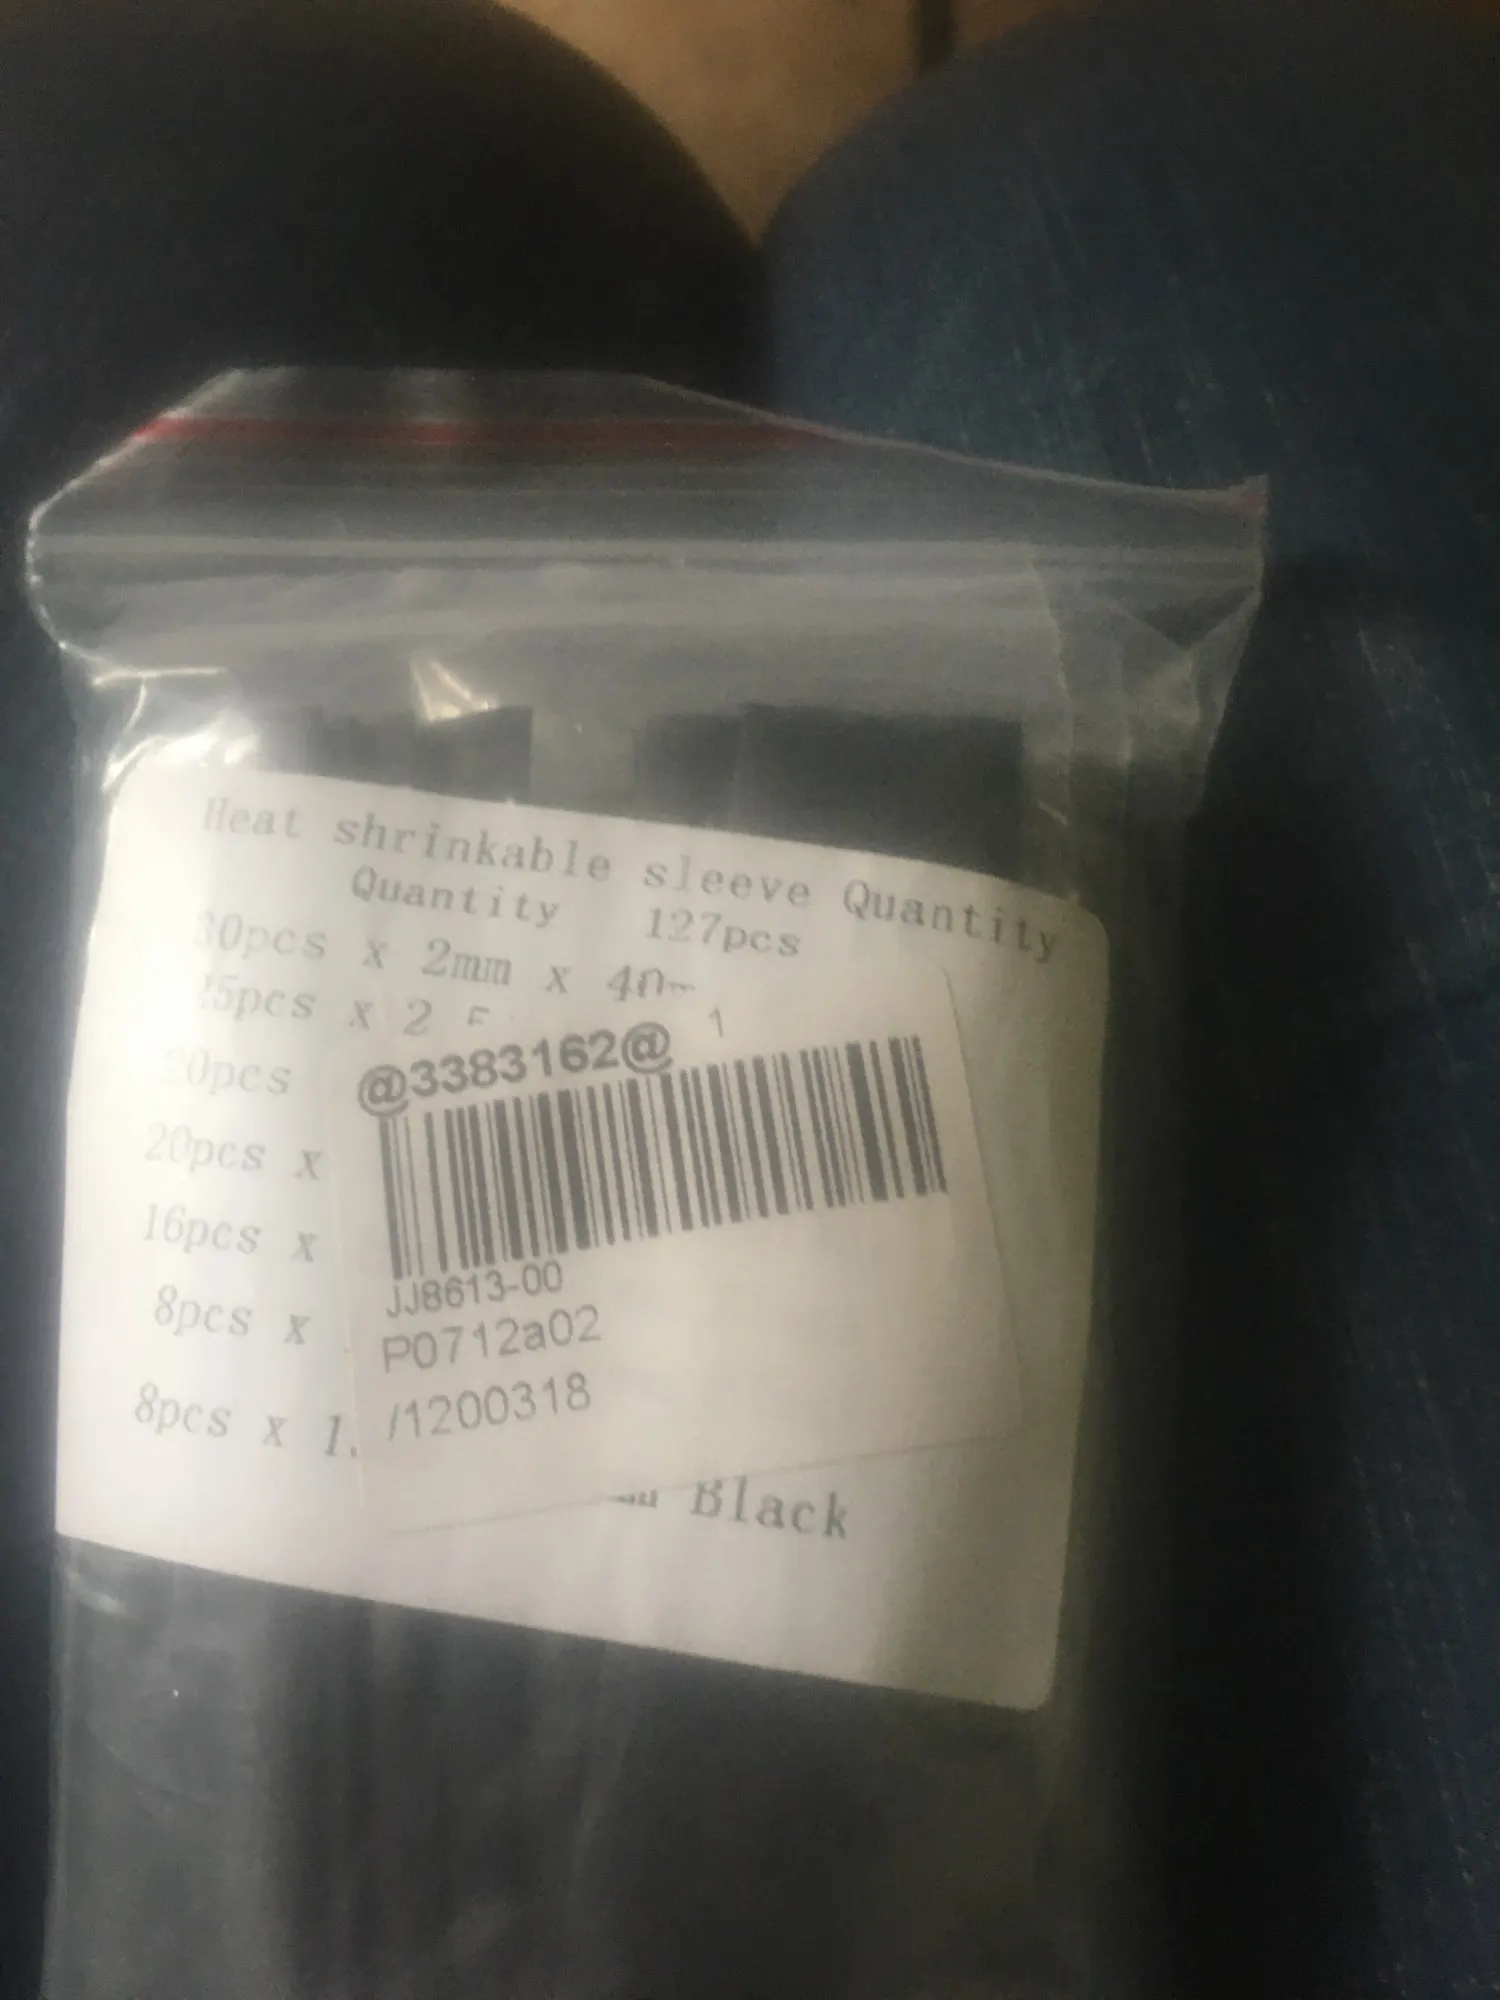 Heat shrinkable sleeve Quantity
Quantity 127pcs
30pcs x 2mm x
25pcs x 2
20pcs
20pcs x
16pcs x
8pcs x
8pcs x 1.
@3383162@ 1
JJ8613-00
P0712a02
/1200318
Black